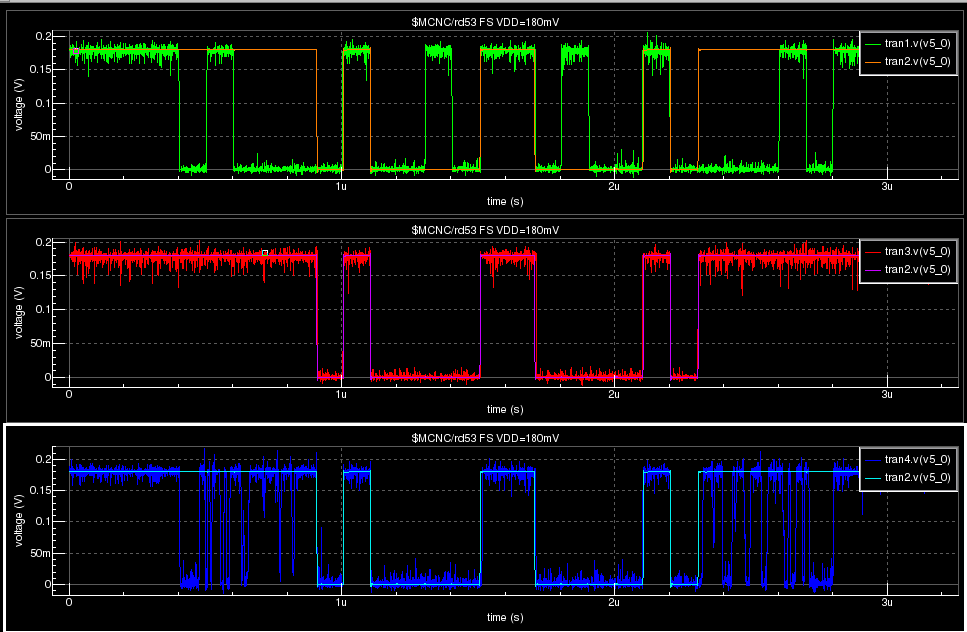 $MCNC/rd53 FS VDD=180mV
tran1.v(v5_0)
tran2.v(v5_0)
voltage (V)
0.2
0.15
0.1
50m
0
0 1u 2u 3u
time (s)
$MCNC/rd53 FS VDD=180mV
tran3.v(v5_0)
tran2.v(v5_0)
voltage (V)
0.2
0.15
0.1
50m
0
0 1u 2u 3u
time (s)
$MCNC/rd53 FS VDD=180mV
tran4.v(v5_0)
tran2.v(v5_0)
voltage (V)
0.2
0.15
0.1
50m
0
0 1u 2u 3u
time (s)